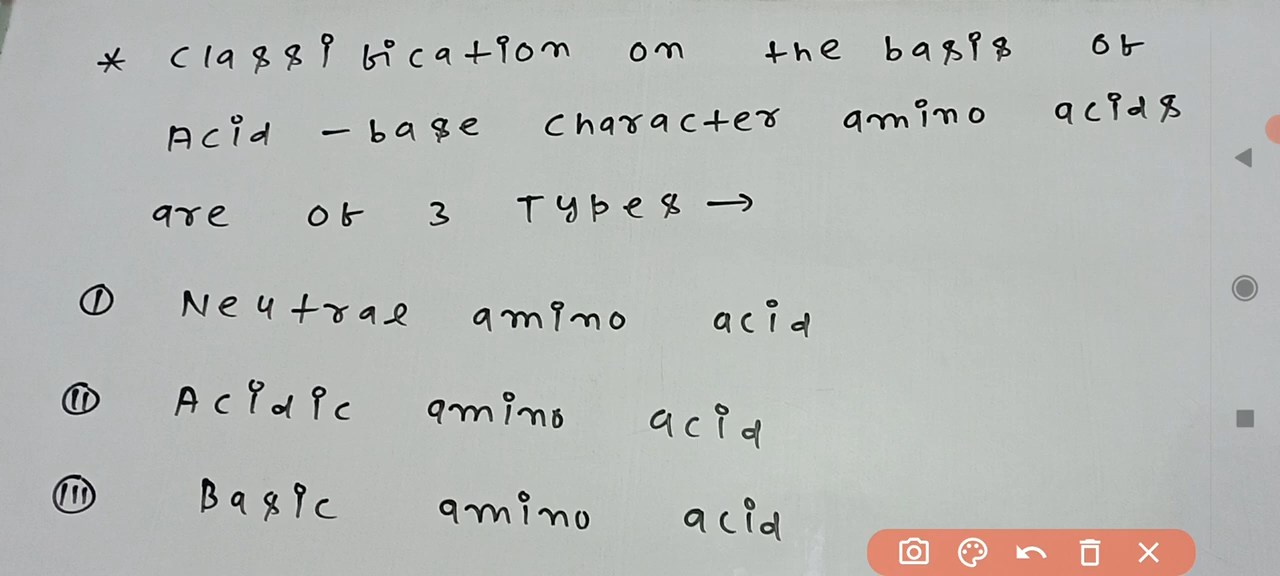 * Classification on the basis of
Acid - base character amino acids
are of 3 Types →
(I) Neutral amino acid
(II) Acidic amino acid
(III) Basic amino acid